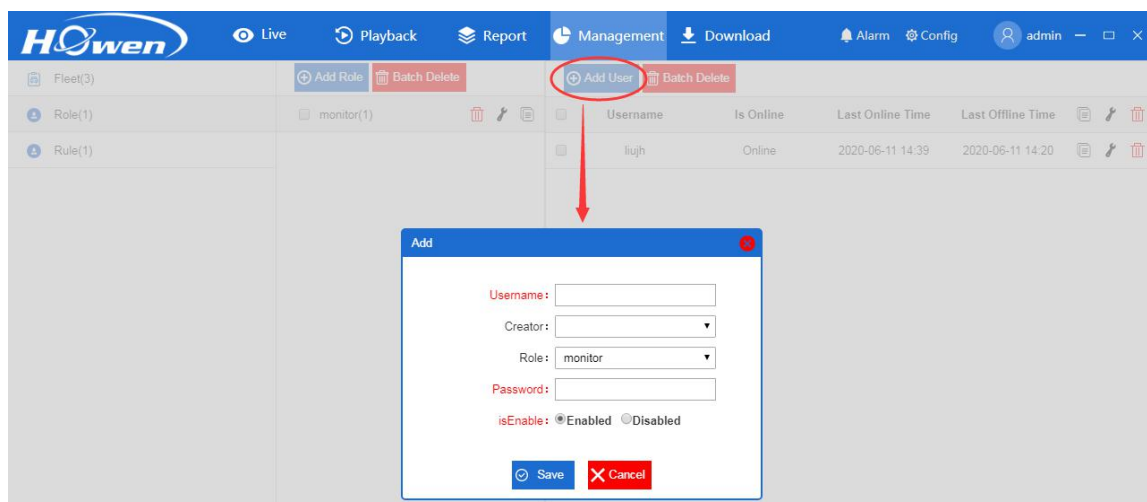 Howen Live Playback Report Management Download Alarm Config admin
Fleet(3) Add Role Batch Delete Add User Batch Delete
Role(1) monitor(1) Username Is Online Last Online Time Last Offline Time
Rule(1) liujh Online 2020-06-11 14:39 2020-06-11 14:20
Add
Username:
Creator:
Role: monitor
Password:
isEnable: Enabled Disabled
Save Cancel